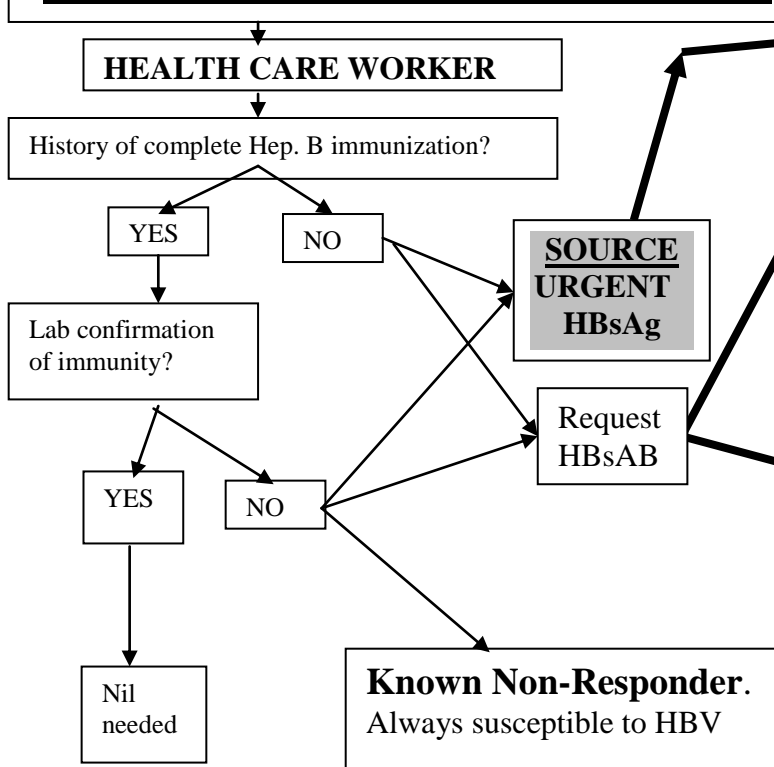 HEALTH CARE WORKER
History of complete Hep. B immunization?
YES
NO
SOURCE
URGENT
HBsAg
Lab confirmation
of immunity?
Request
HBsAB
YES
NO
Nil
needed
Known Non-Responder.
Always susceptible to HBV